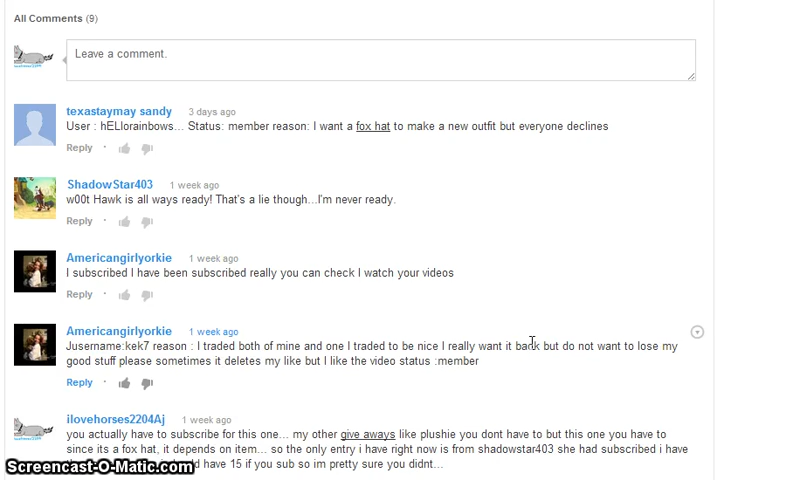 All Comments (9)
Leave a comment.
texastaymay sandy 3 days ago
User : hELlorainbows... Status: member reason: I want a fox hat to make a new outfit but everyone declines
Reply ·
ShadowStar403 1 week ago
w00t Hawk is all ways ready! That's a lie though...I'm never ready.
Reply ·
Americangirlyorkie 1 week ago
I subscribed I have been subscribed really you can check I watch your videos
Reply ·
Americangirlyorkie 1 week ago
Jusername:kek7 reason : I traded both of mine and one I traded to be nice I really want it back but do not want to lose my
good stuff please sometimes it deletes my like but I like the video status :member
Reply ·
ilovehorses2204Aj 1 week ago
you actually have to subscribe for this one... my other give aways like plushie you dont have to but this one you have to
since its a fox hat, it depends on item... so the only entry i have right now is from shadowstar403 she had subscribed i have
should have 15 if you sub so im pretty sure you didnt...
Screencast-O-Matic.com